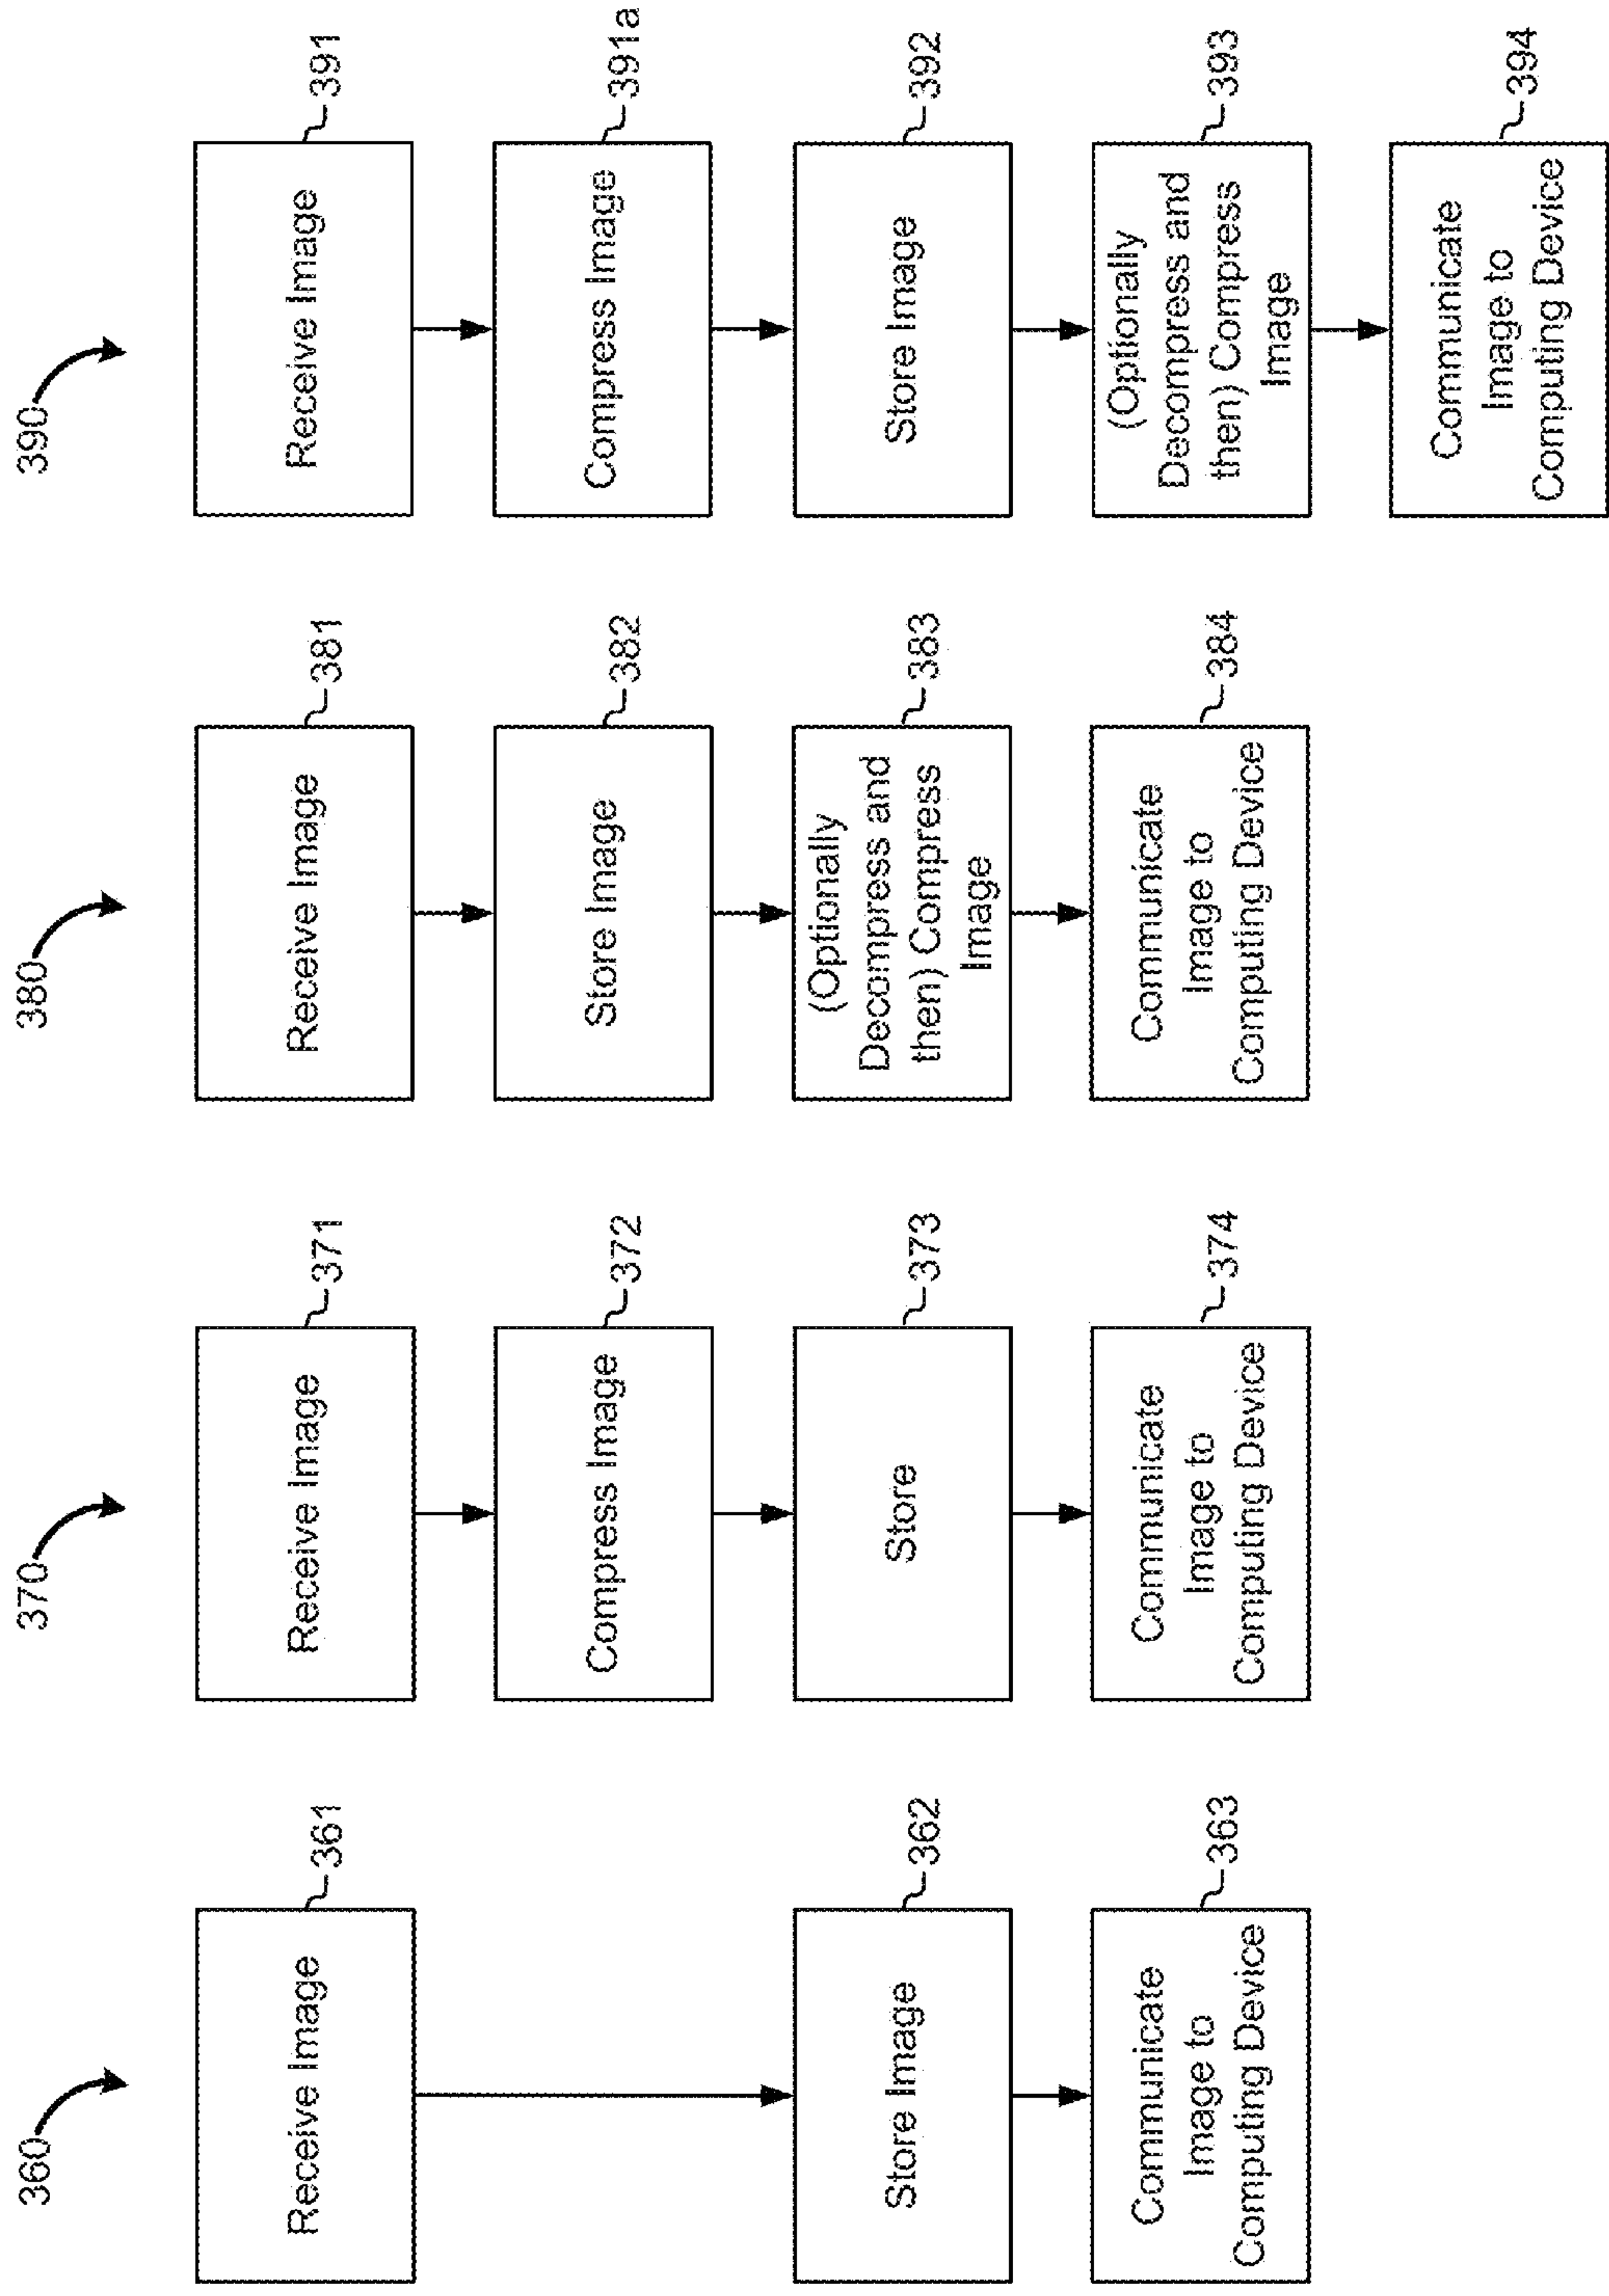 360
Receive Image
361
Store Image
362
Communicate
Image to
Computing Device
363
370
Receive Image
371
Compress Image
372
Store
373
Communicate
Image to
Computing Device
374
380
Receive Image
381
Store Image
382
(Optionally
Decompress and
then) Compress
Image
383
Communicate
Image to
Computing Device
384
390
Receive Image
391
Compress Image
391a
Store Image
392
(Optionally
Decompress and
then) Compress
Image
393
Communicate
Image to
Computing Device
394